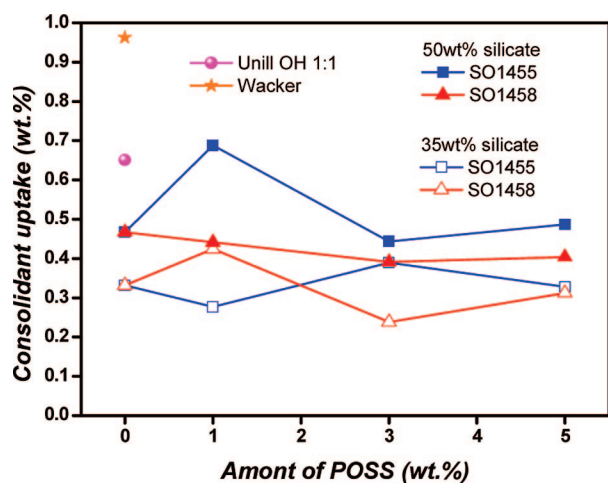 1.0
0.9
0.8
0.7
0.6
0.5
0.4
0.3
0.2
0.1
0.0
Consolidant uptake (wt.%)
Unill OH 1:1
Wacker
50wt% silicate
SO1455
SO1458
35wt% silicate
SO1455
SO1458
0 1 2 3 4 5
Amont of POSS (wt.%)